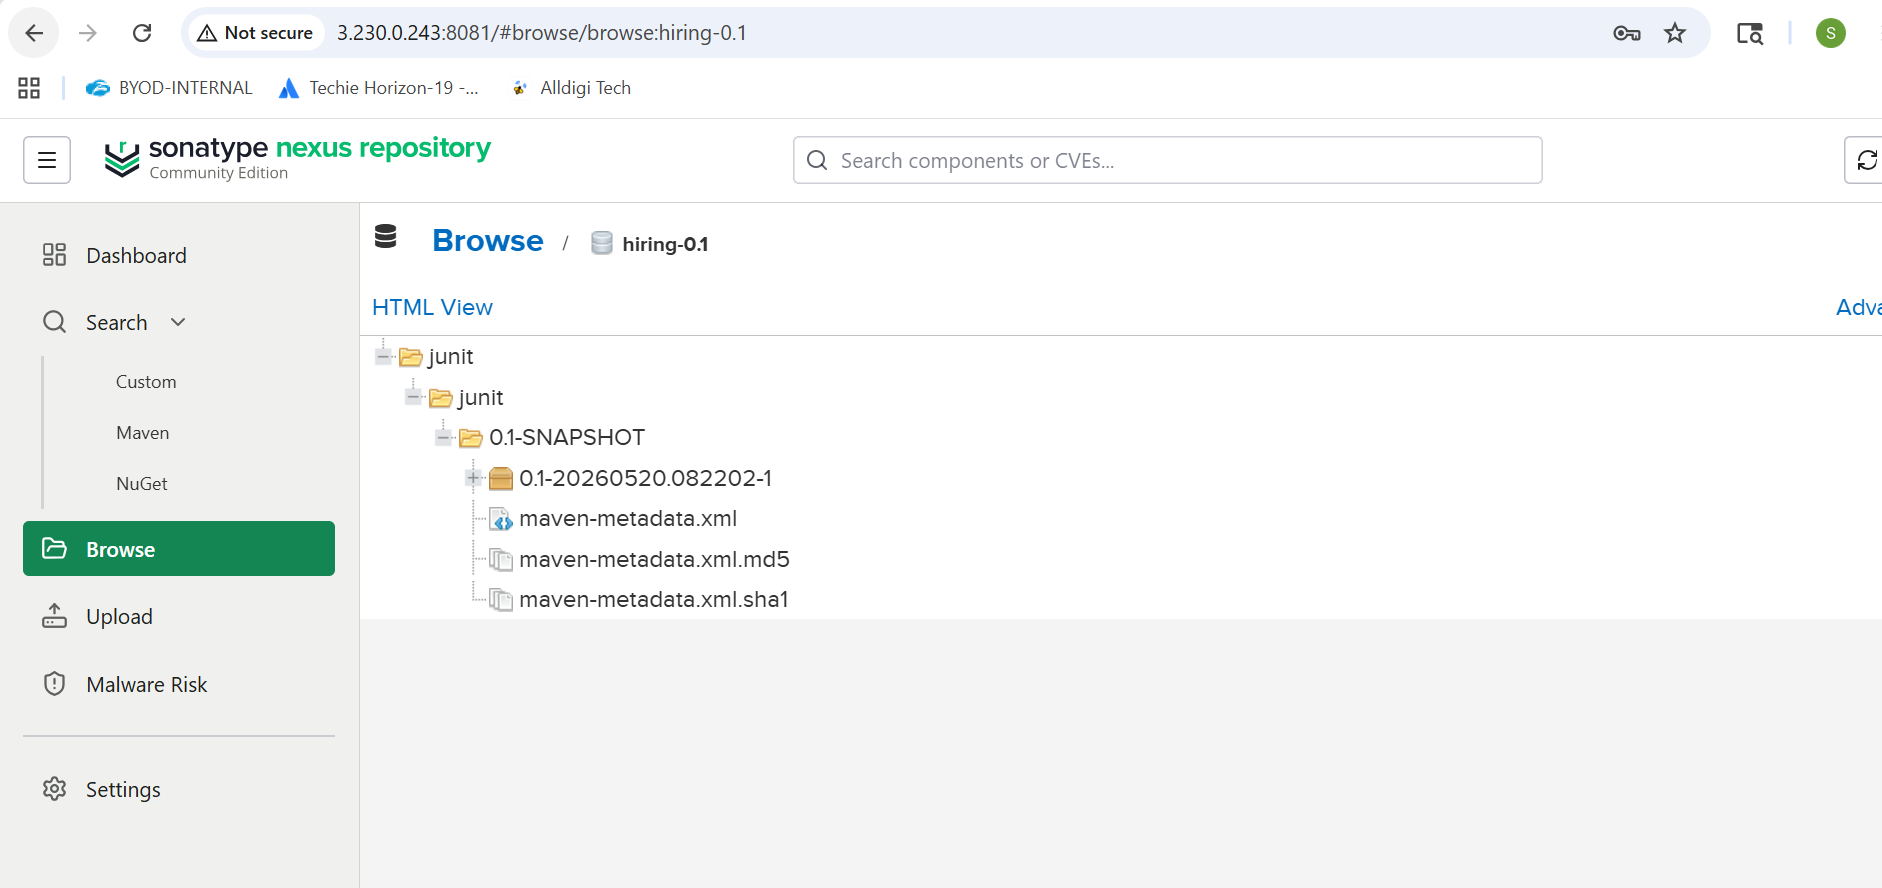 Not secure 3.230.0.243:8081/#browse/browse:hiring-0.1 S
BYOD-INTERNAL Techie Horizon-19 -... Alldigi Tech
sonatype nexus repository
Community Edition
Search components or CVEs...
Dashboard
Search
Custom
Maven
NuGet
Browse
Upload
Malware Risk
Settings
Browse / hiring-0.1
HTML View Adva
junit
junit
0.1-SNAPSHOT
0.1-20260520.082202-1
maven-metadata.xml
maven-metadata.xml.md5
maven-metadata.xml.sha1